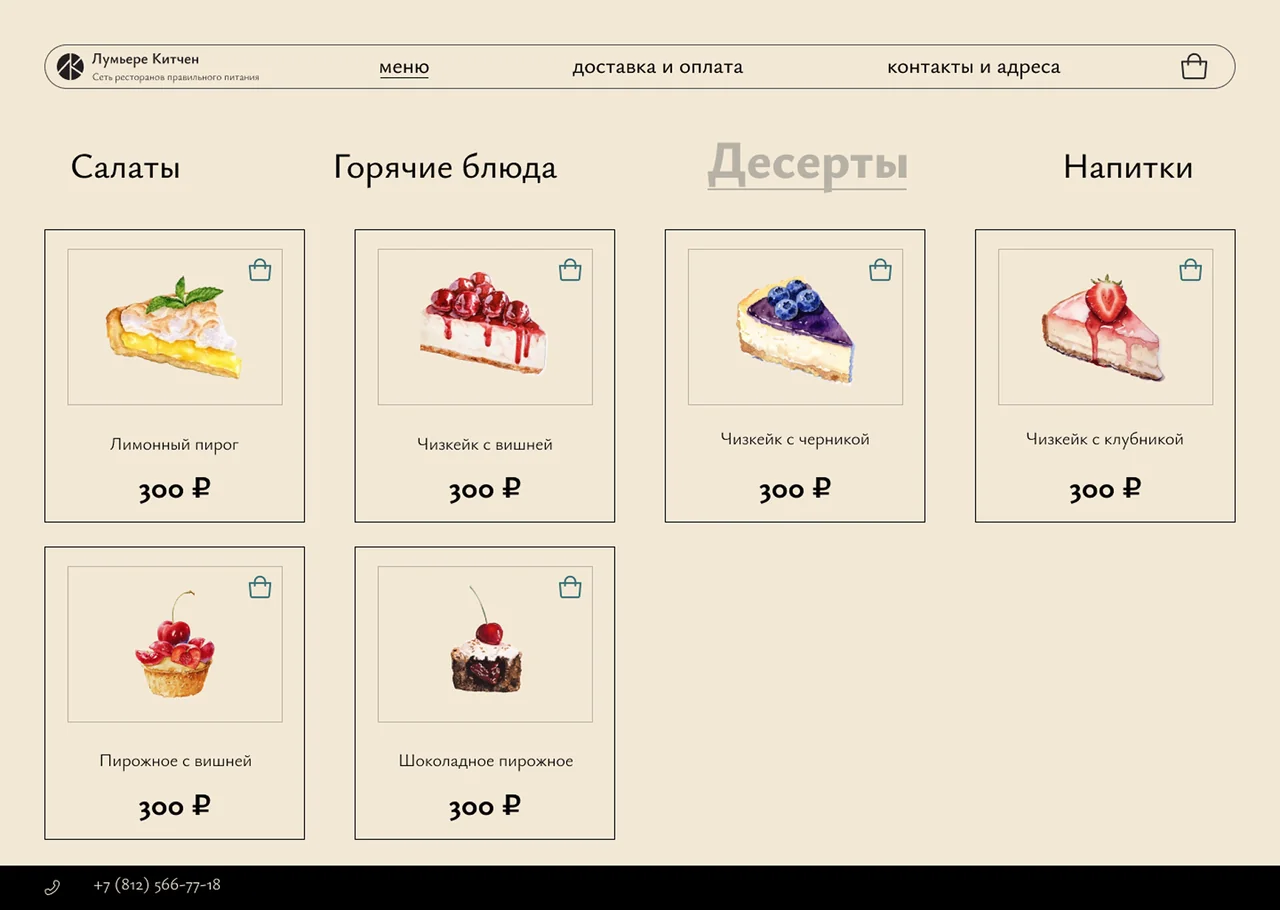 Лумьере Китчен
Сеть ресторанов правильного питания
меню
доставка и оплата
контакты и адреса
Салаты
Горячие блюда
Десерты
Напитки
Лимонный пирог
300 ₽
Чизкейк с вишней
300 ₽
Чизкейк с черникой
300 ₽
Чизкейк с клубникой
300 ₽
Пирожное с вишней
300 ₽
Шоколадное пирожное
300 ₽
+7 (812) 566-77-18